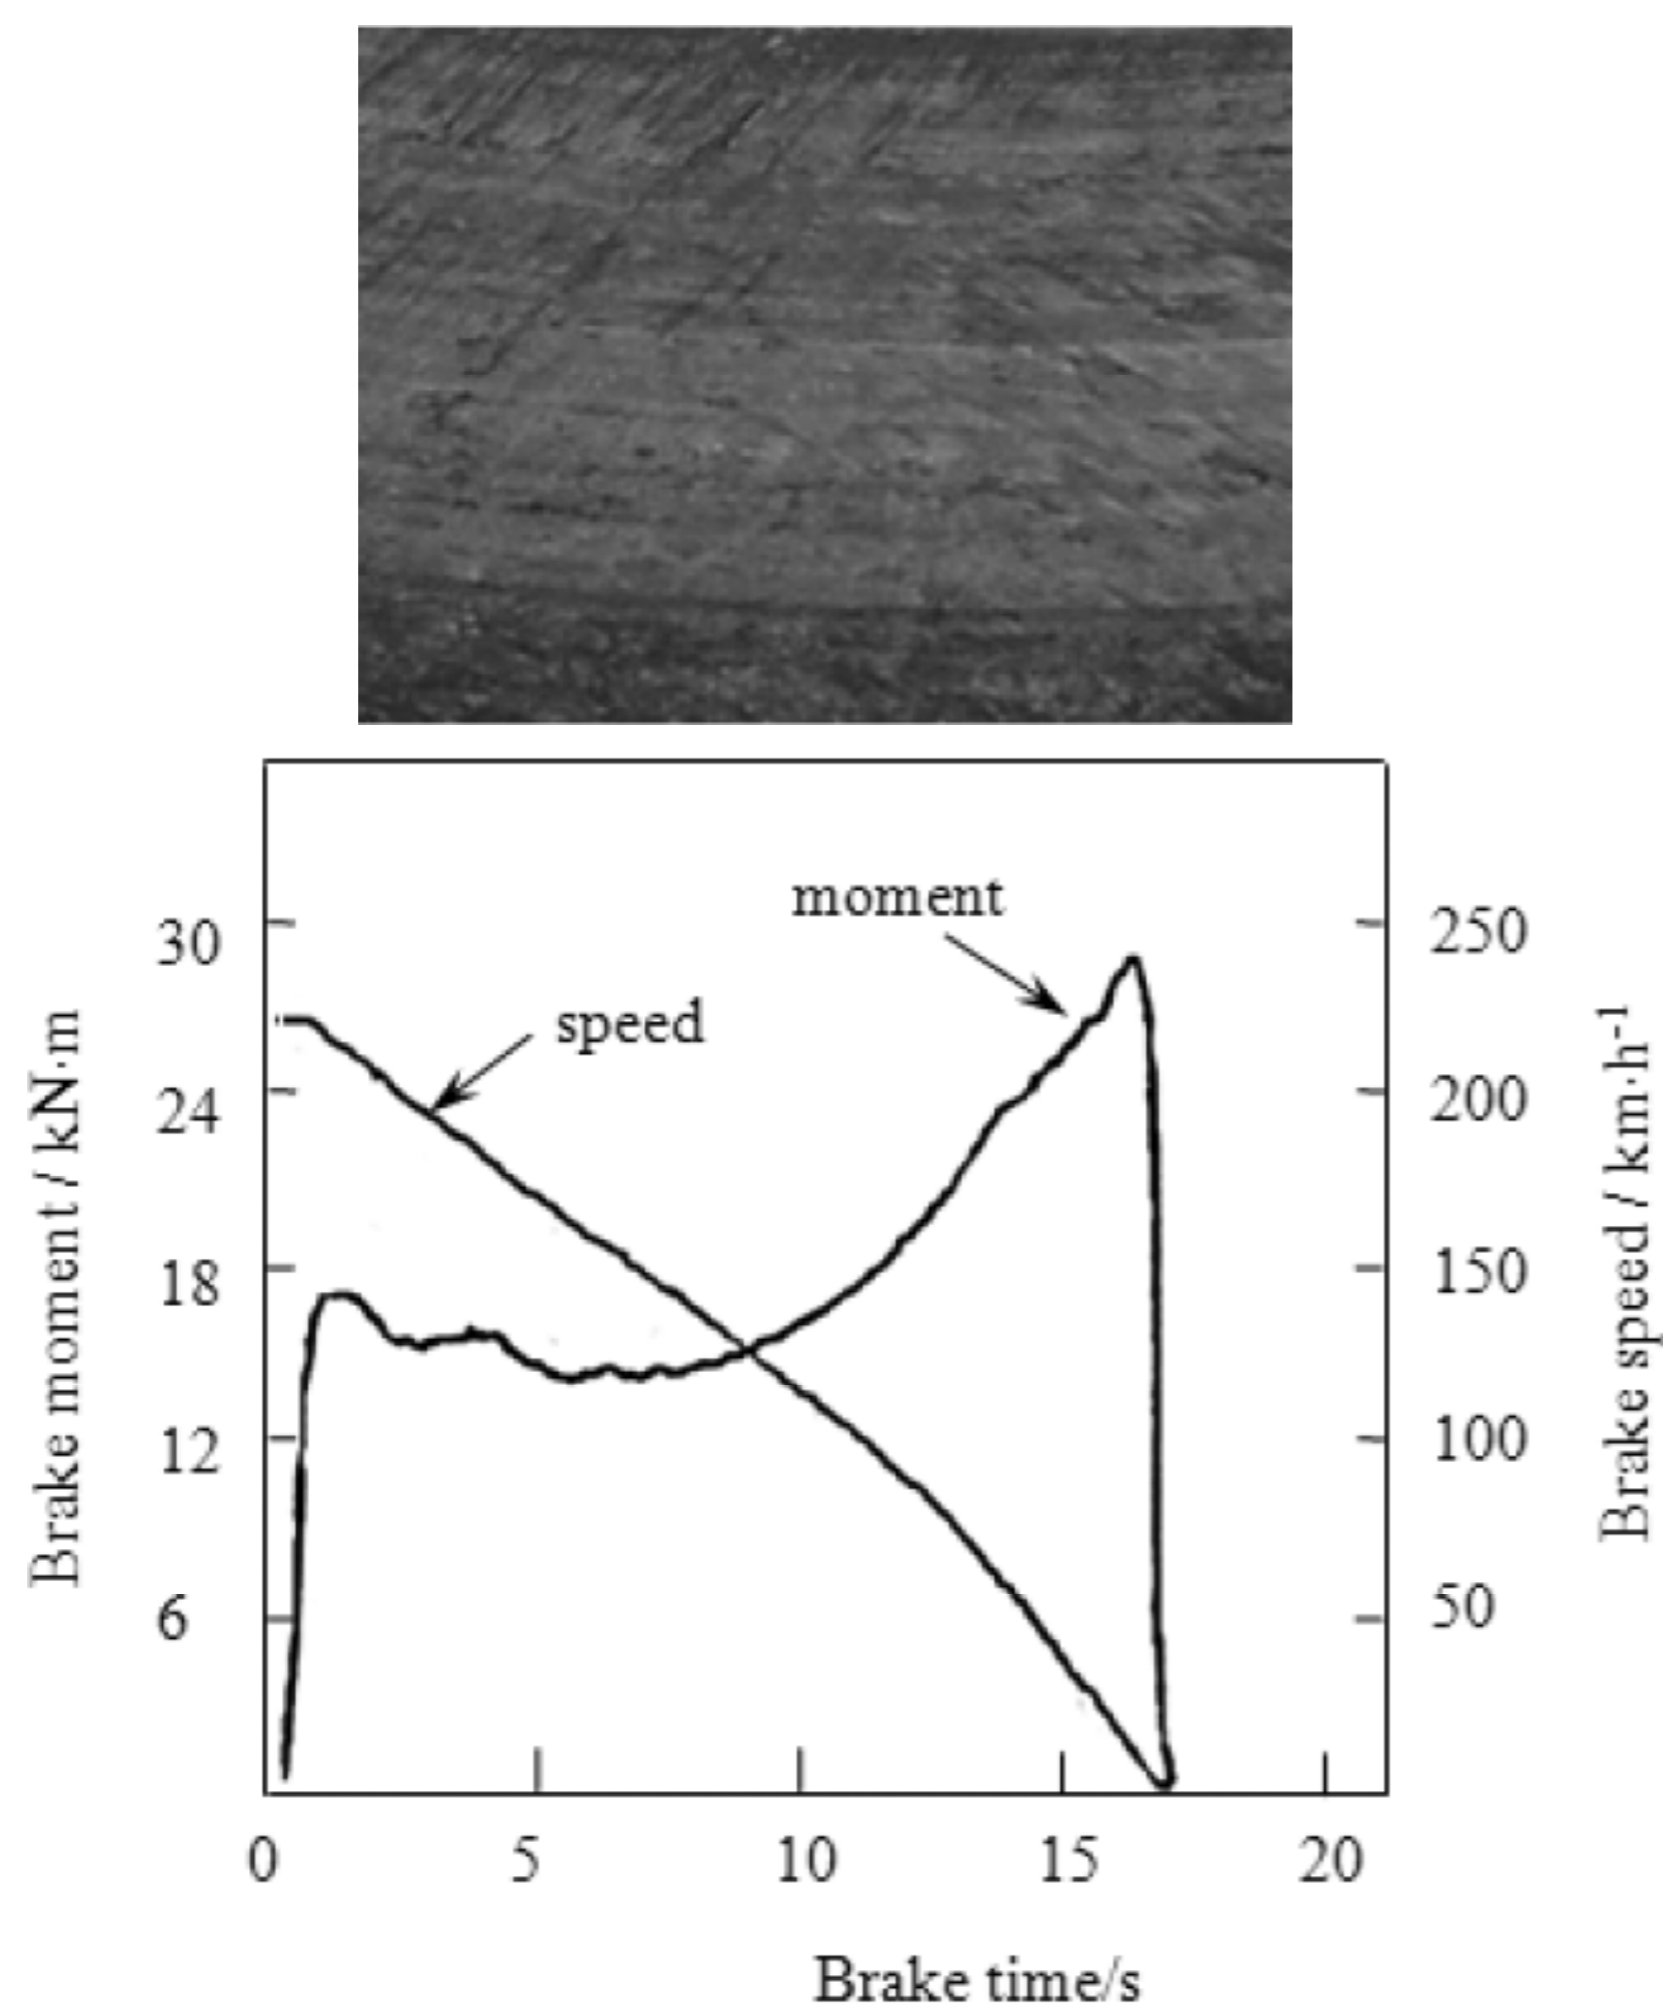 moment
30
250
speed
24
200
18
150
12
100
6
50
Brake moment / kN·m
Brake speed / km·h-1
0 5 10 15 20
Brake time/s